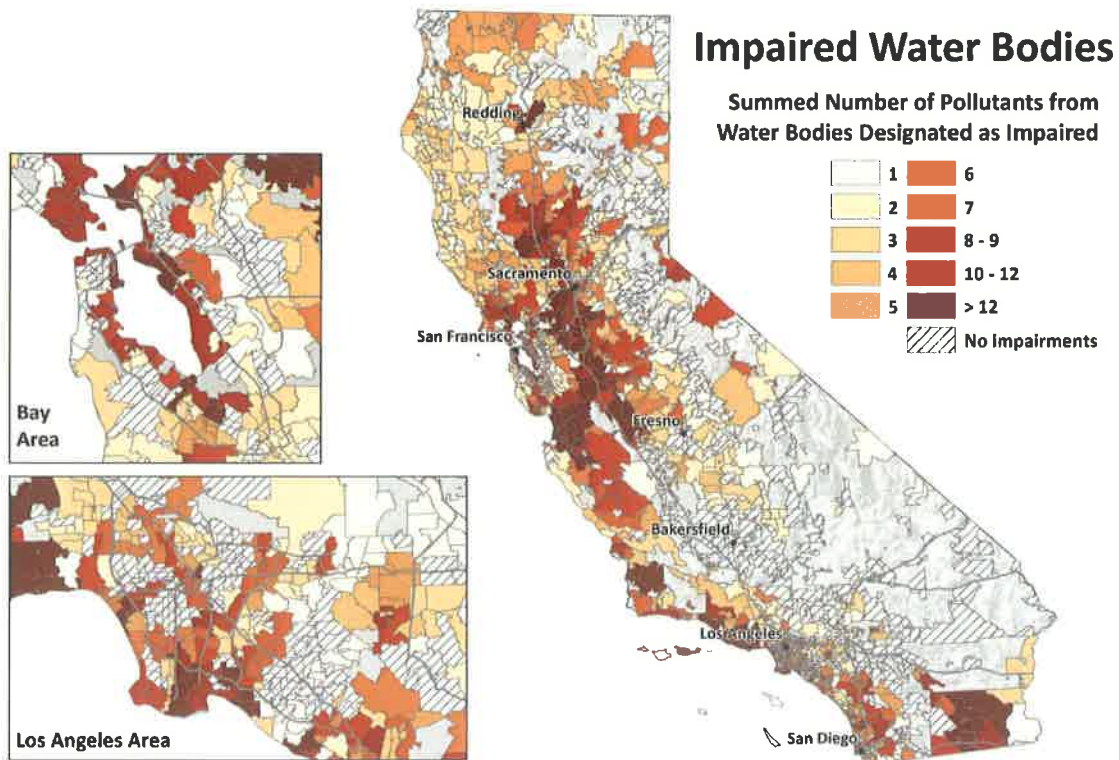 Impaired Water Bodies
Summed Number of Pollutants from
Water Bodies Designated as Impaired
1
6
2
7
3
8 - 9
4
10 - 12
5
> 12
No Impairments
Redding
Sacramento
San Francisco
Fresno
Bakersfield
Los Angeles
San Diego
Bay
Area
Los Angeles Area